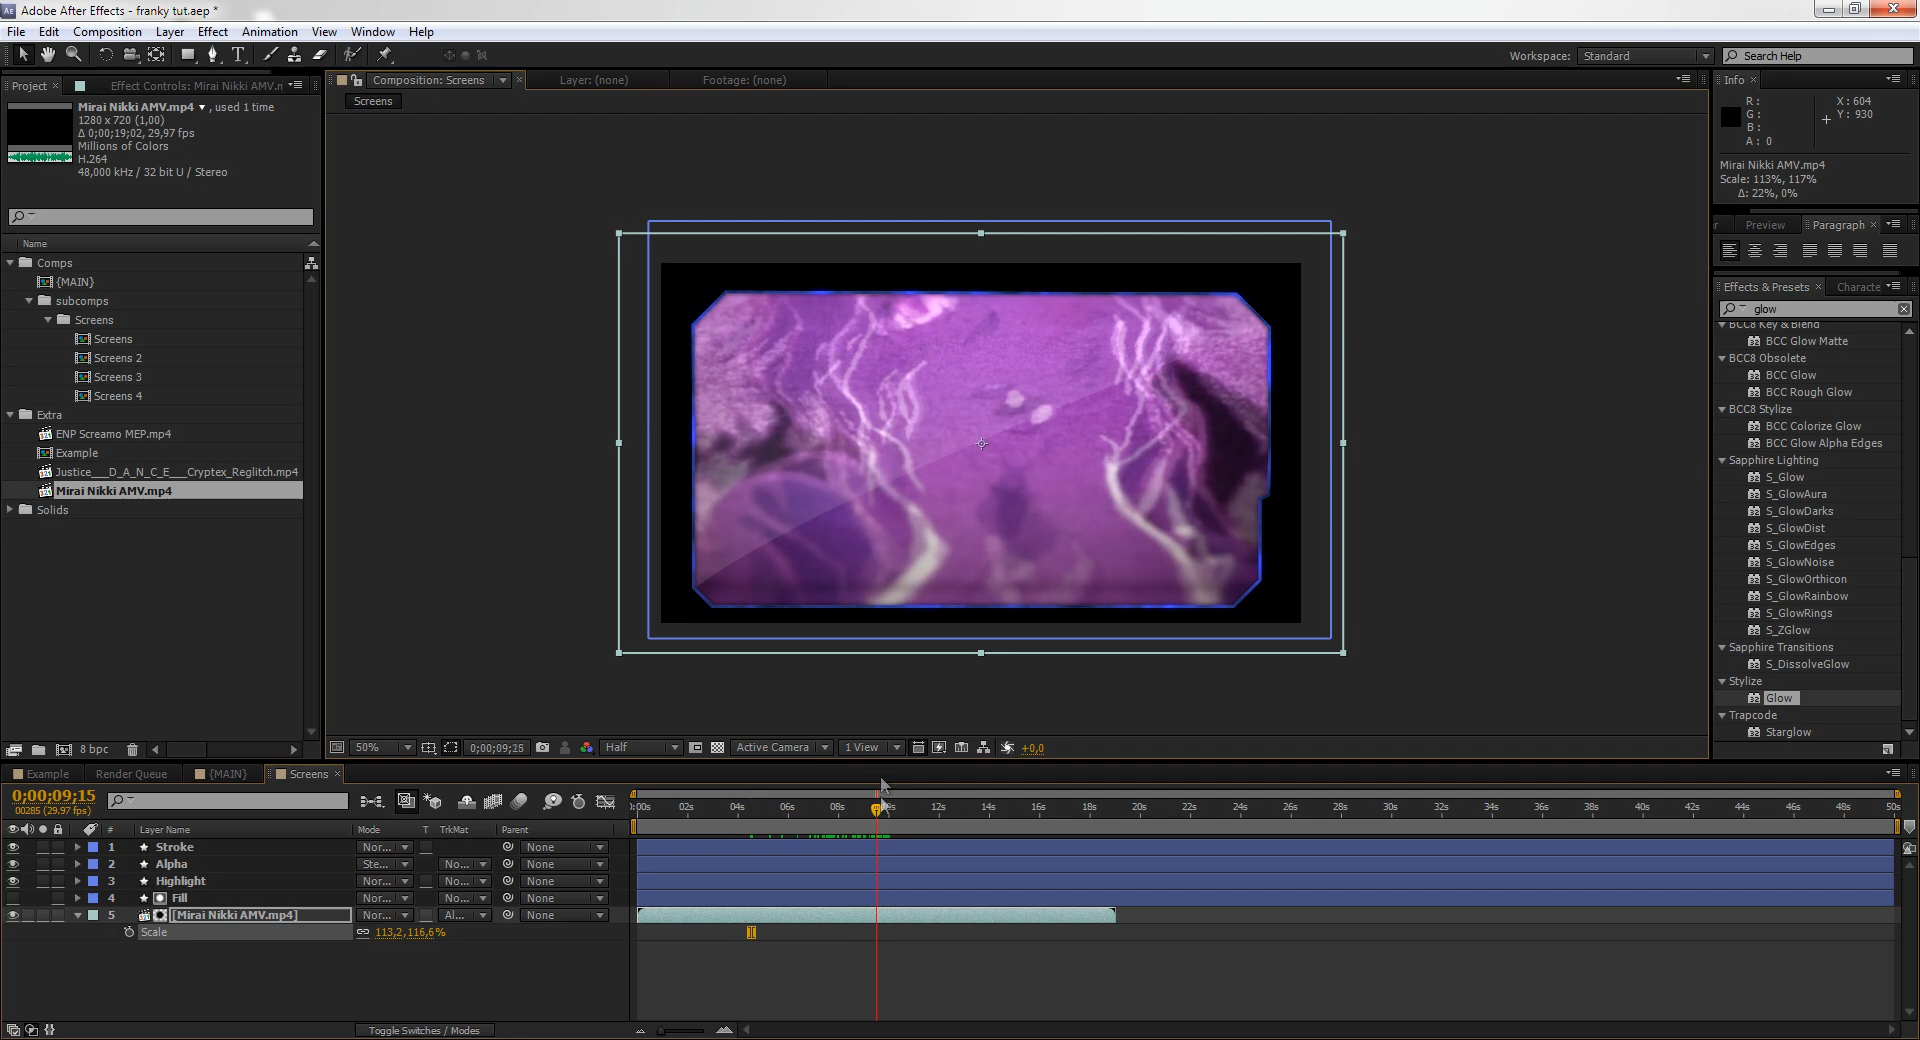 Adobe After Effects - franky tut.aep *
File Edit Composition Layer Effect Animation View Window Help
Workspace: Standard Search Help
Project Effect Controls: Mirai Nikki AMV.n
Mirai Nikki AMV.mp4 , used 1 time
1280 x 720 (1,00)
Δ 0;00;19;02, 29,97 fps
Millions of Colors
H.264
48,000 kHz / 32 bit U / Stereo
Name
Comps
{MAIN}
subcomps
Screens
Screens
Screens 2
Screens 3
Screens 4
Extra
ENP Screamo MEP.mp4
Example
Justice___D_A_N_C_E___Cryptex_Reglitch.mp4
Mirai Nikki AMV.mp4
Solids
8 bpc
Composition: Screens Layer: (none) Footage: (none)
Screens
50% 0;00;09;25 Half Active Camera 1 View +0,0
Info
R :
G :
B :
A : 0
X : 604
Y : 930
Mirai Nikki AMV.mp4
Scale: 113%, 117%
Δ: 22%, 0%
Preview Paragraph
Effects & Presets Characte
glow
BCC8 Key & Blend
BCC Glow Matte
BCC8 Obsolete
BCC Glow
BCC Rough Glow
BCC8 Stylize
BCC Colorize Glow
BCC Glow Alpha Edges
Sapphire Lighting
S_Glow
S_GlowAura
S_GlowDarks
S_GlowDist
S_GlowEdges
S_GlowNoise
S_GlowOrthicon
S_GlowRainbow
S_GlowRings
S_ZGlow
Sapphire Transitions
S_DissolveGlow
Stylize
Glow
Trapcode
Starglow
Example Render Queue {MAIN} Screens
0;00;09;15
00285 (29.97 fps)
# Layer Name Mode T TrkMat Parent
1 Stroke Nor... None
2 Alpha Ste... No... None
3 Highlight Nor... No... None
4 Fill Nor... No... None
5 [Mirai Nikki AMV.mp4] Nor... Al... None
Scale 113,2,116,6%
:00s 02s 04s 06s 08s 12s 14s 16s 18s 20s 22s 24s 26s 28s 30s 32s 34s 36s 38s 40s 42s 44s 46s 48s 50s
Toggle Switches / Modes